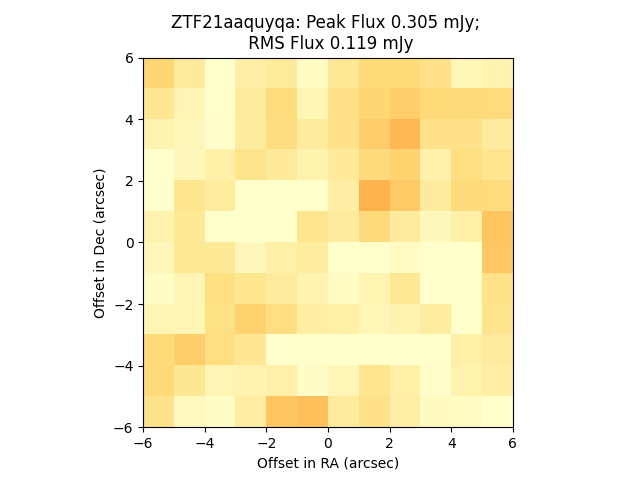 ZTF21aaquyqa: Peak Flux 0.305 mJy;
RMS Flux 0.119 mJy
6
4
2
0
−2
−4
−6
Offset in Dec (arcsec)
−6 −4 −2 0 2 4 6
Offset in RA (arcsec)